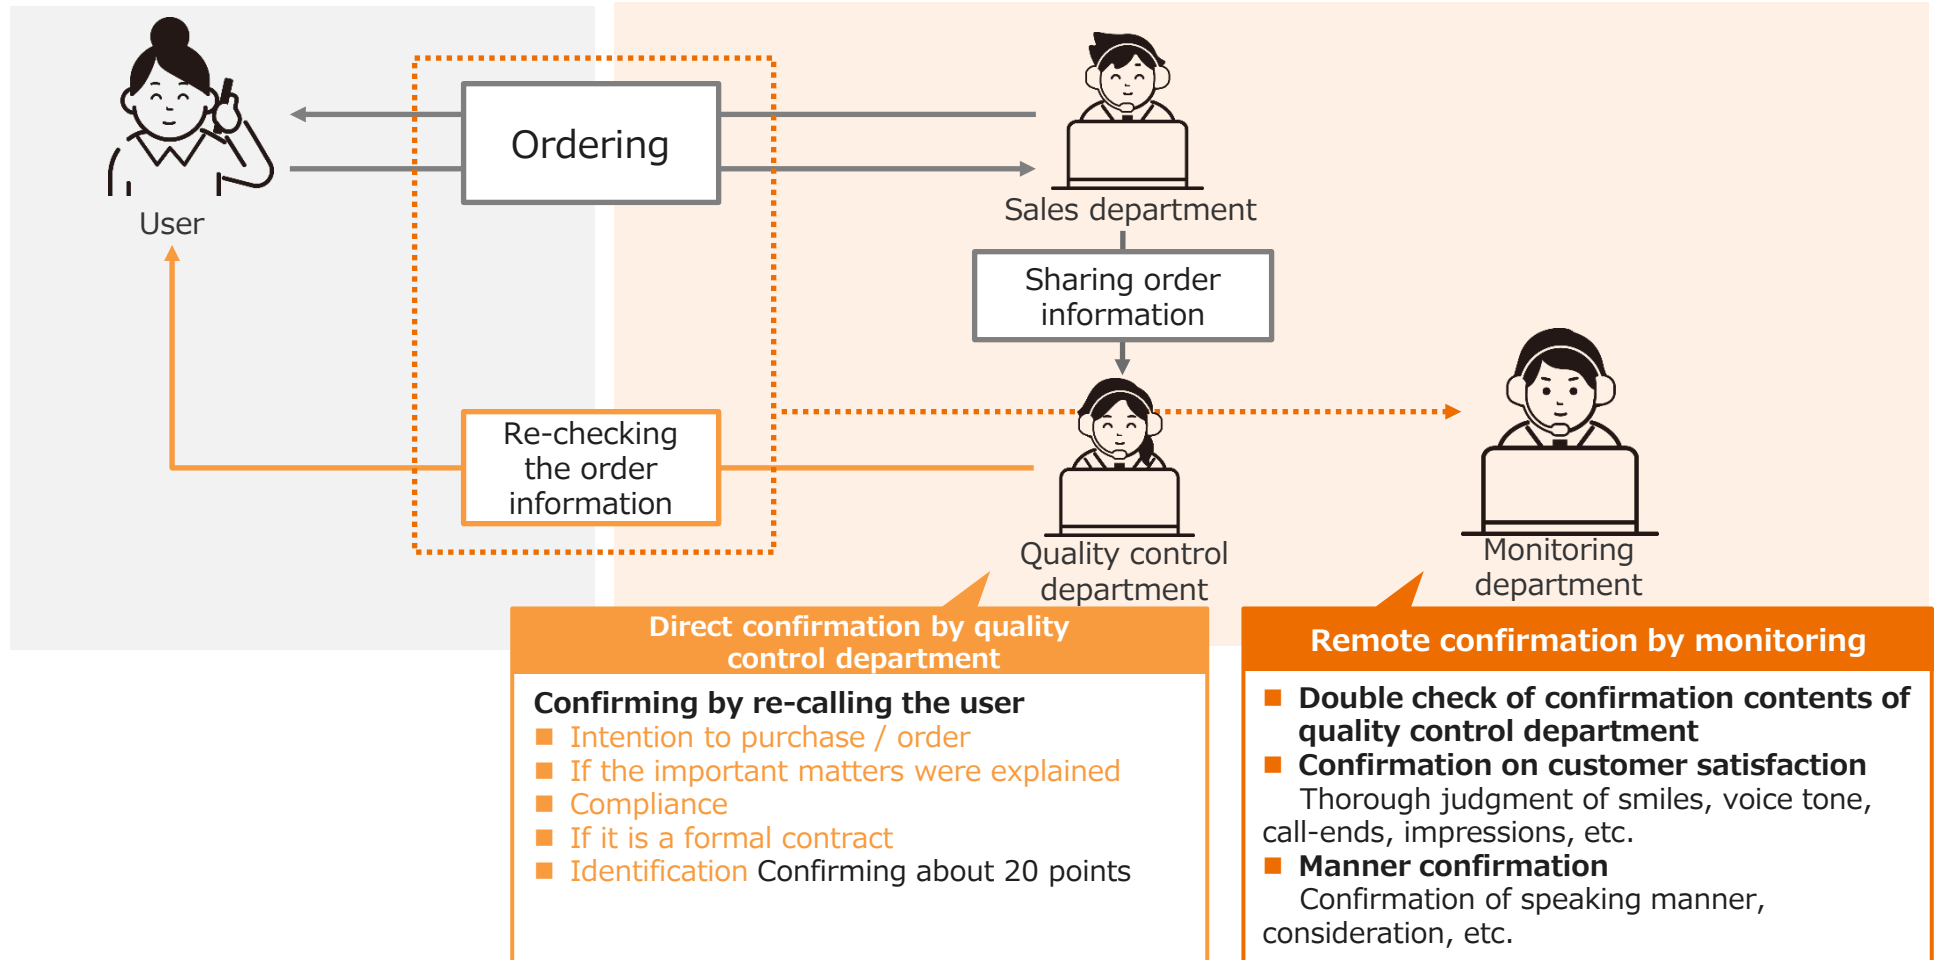 Ordering
User
Sales department
Sharing order
information
Re-checking
the order
information
Quality control
department
Monitoring
department
Direct confirmation by quality
control department
Confirming by re-calling the user
■ Intention to purchase / order
■ If the important matters were explained
■ Compliance
■ If it is a formal contract
■ Identification Confirming about 20 points
Remote confirmation by monitoring
■ Double check of confirmation contents of
quality control department
■ Confirmation on customer satisfaction
Thorough judgment of smiles, voice tone,
call-ends, impressions, etc.
■ Manner confirmation
Confirmation of speaking manner,
consideration, etc.